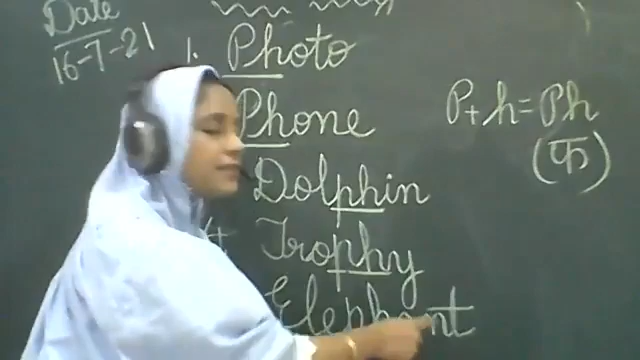 Date
16-7-21
1. Photo
Phone
Dolphin
Trophy
Elephant
P+h=Ph
(फ)